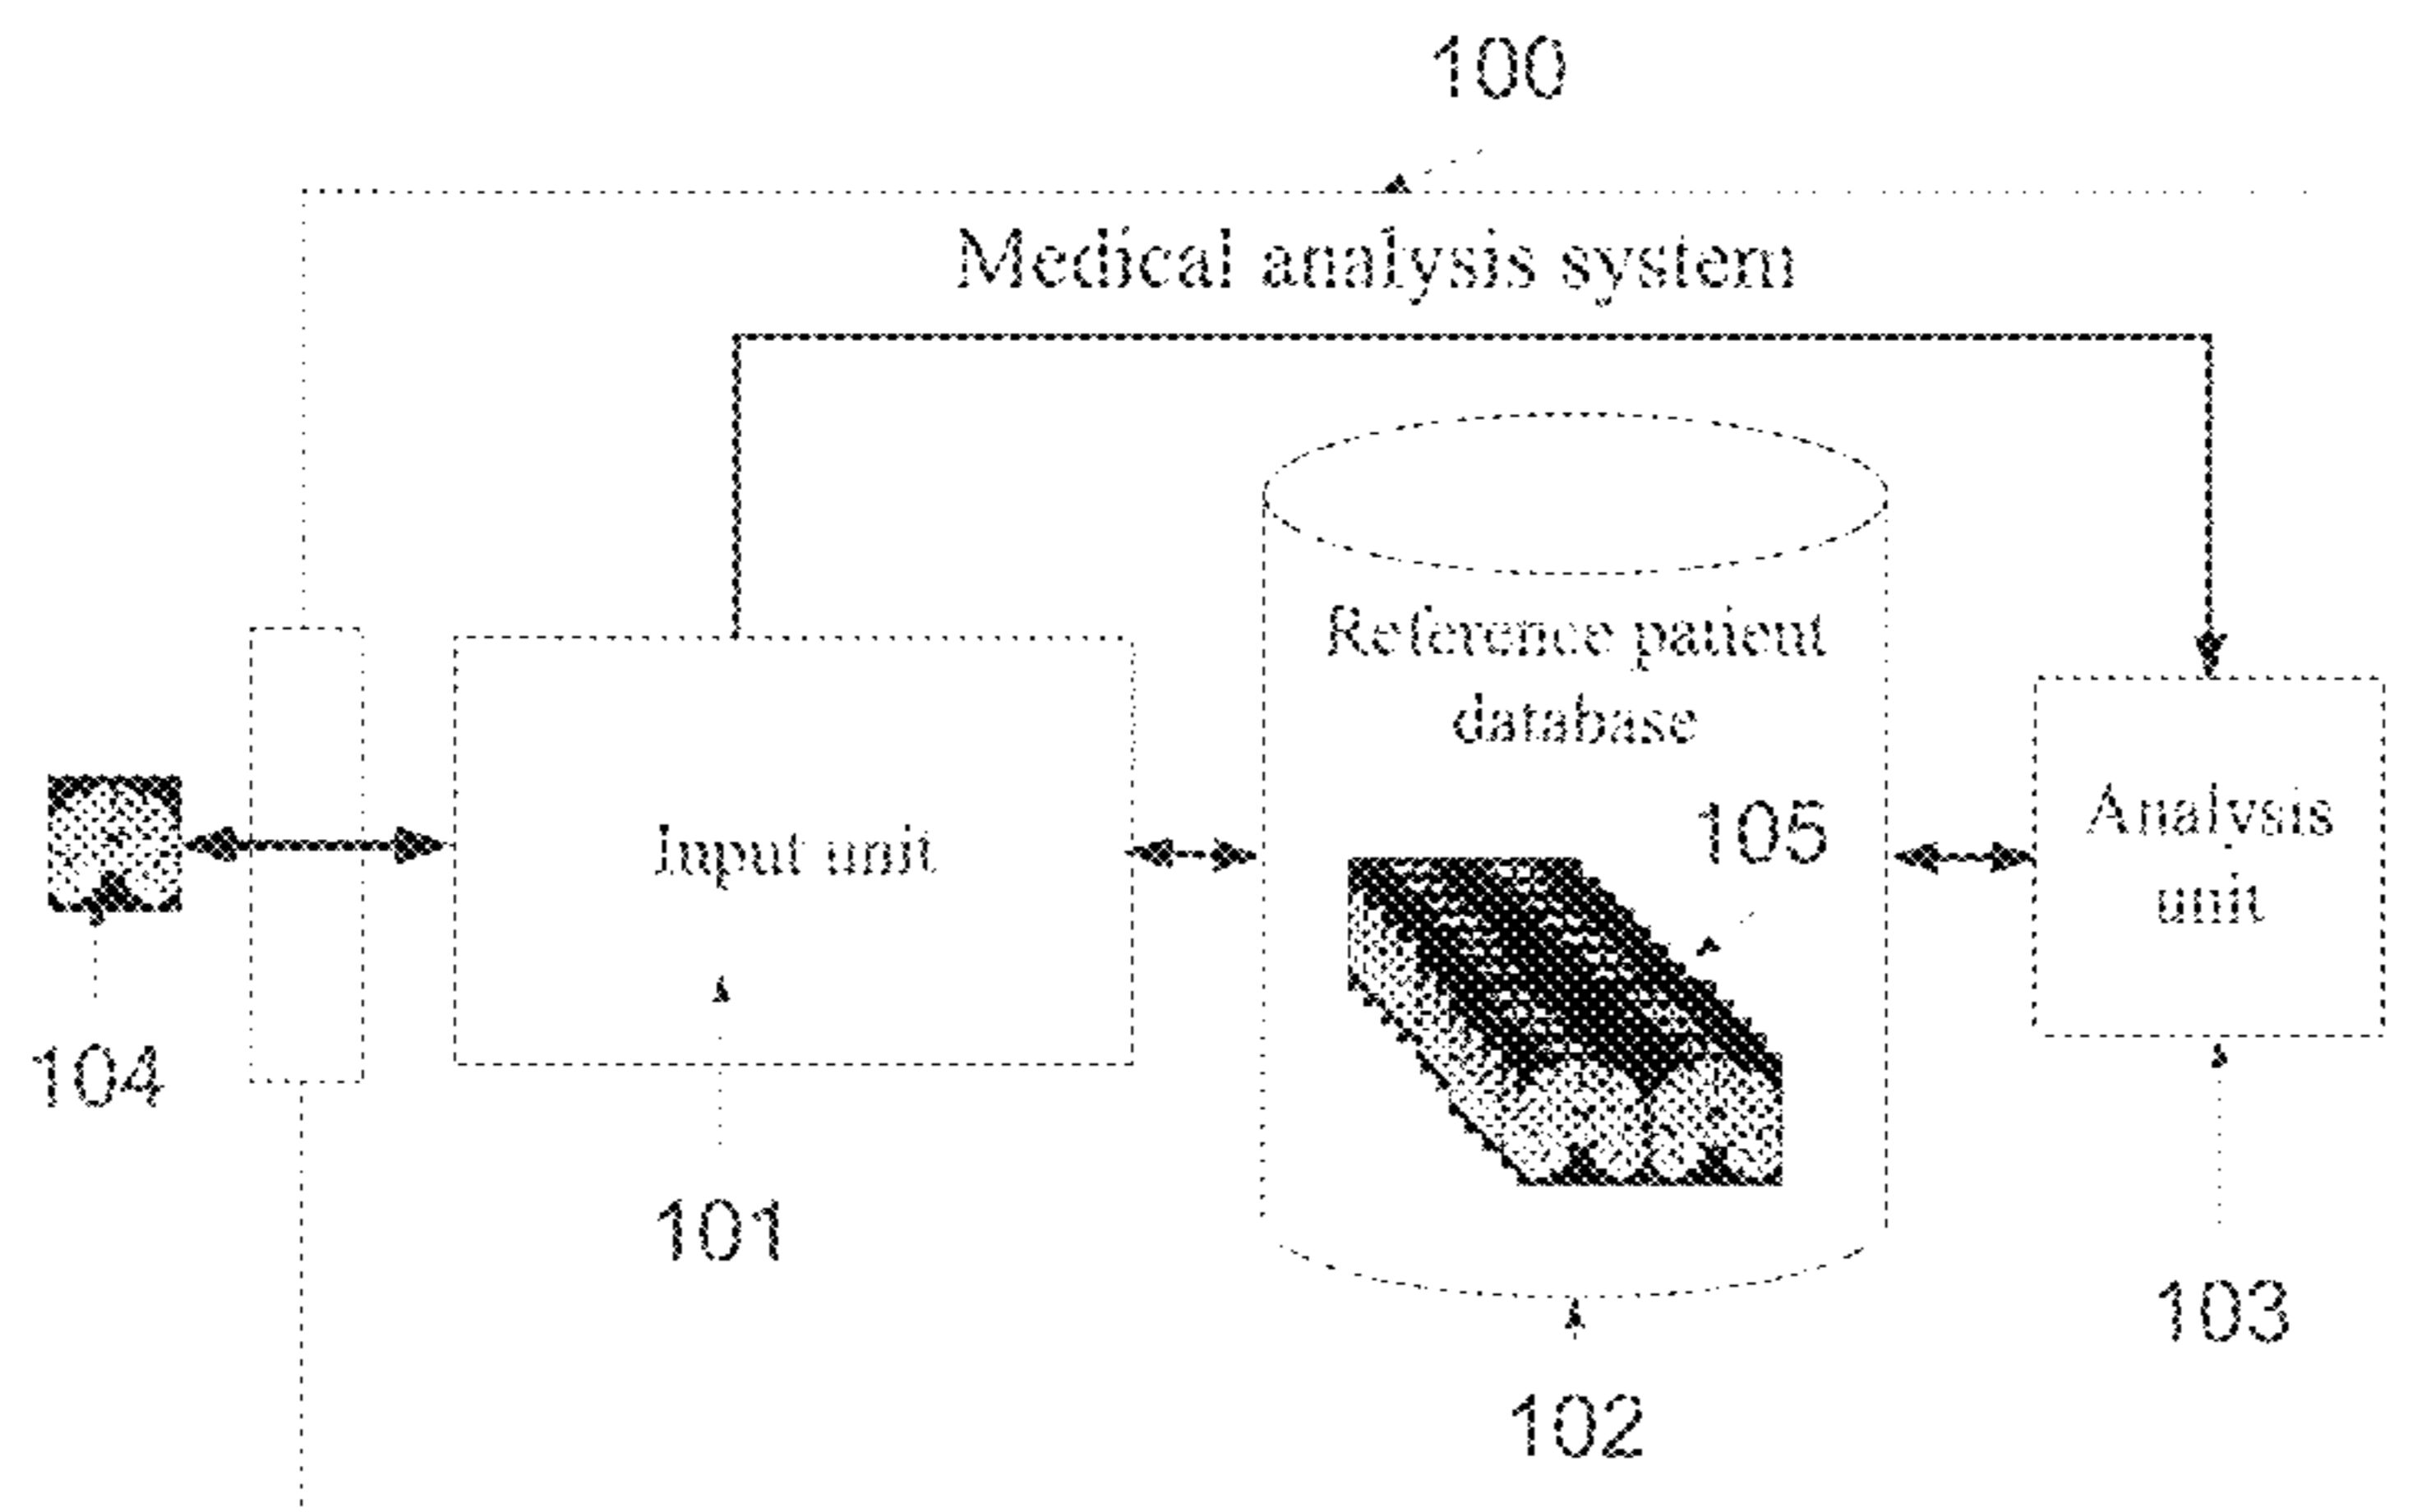 100
Medical analysis system
Reference patient
database
Input unit
105
Analysis
unit
104
101
103
102